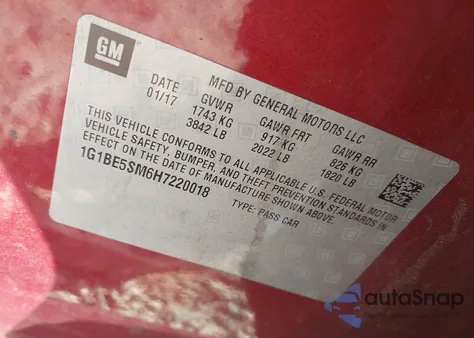 GM
MFD BY GENERAL MOTORS LLC
DATE GVWR GAWR FRT GAWR RR
01/17 1743 KG 917 KG 826 KG
3842 LB 2022 LB 1820 LB
THIS VEHICLE CONFORMS TO ALL APPLICABLE U.S. FEDERAL MOTOR
VEHICLE SAFETY, BUMPER, AND THEFT PREVENTION STANDARDS IN
EFFECT ON THE DATE OF MANUFACTURE SHOWN ABOVE.
1G1BE5SM6H7220018
TYPE: PASS CAR
autoSnap